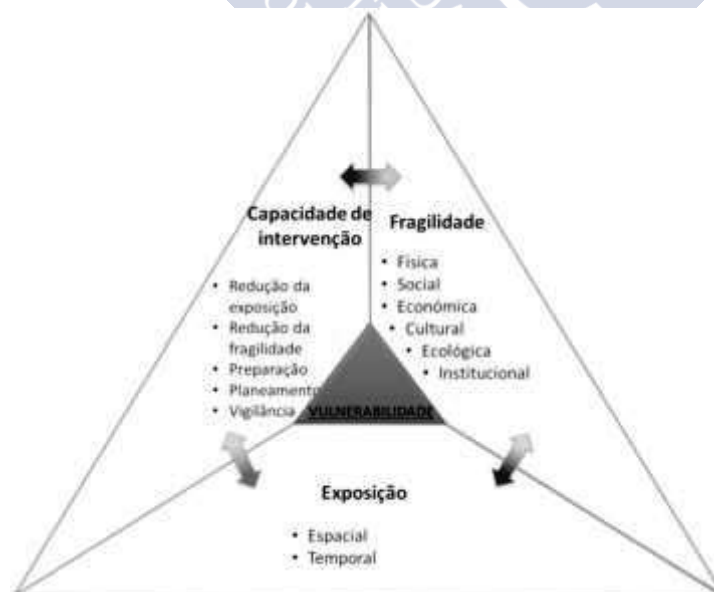 Capacidade de
intervenção
• Redução da
exposição
• Redução da
fragilidade
• Preparação
• Planeamento
• Vigilância
Fragilidade
• Física
• Social
• Económica
• Cultural
• Ecológica
• Institucional
VULNERABILIDADE
Exposição
• Espacial
• Temporal